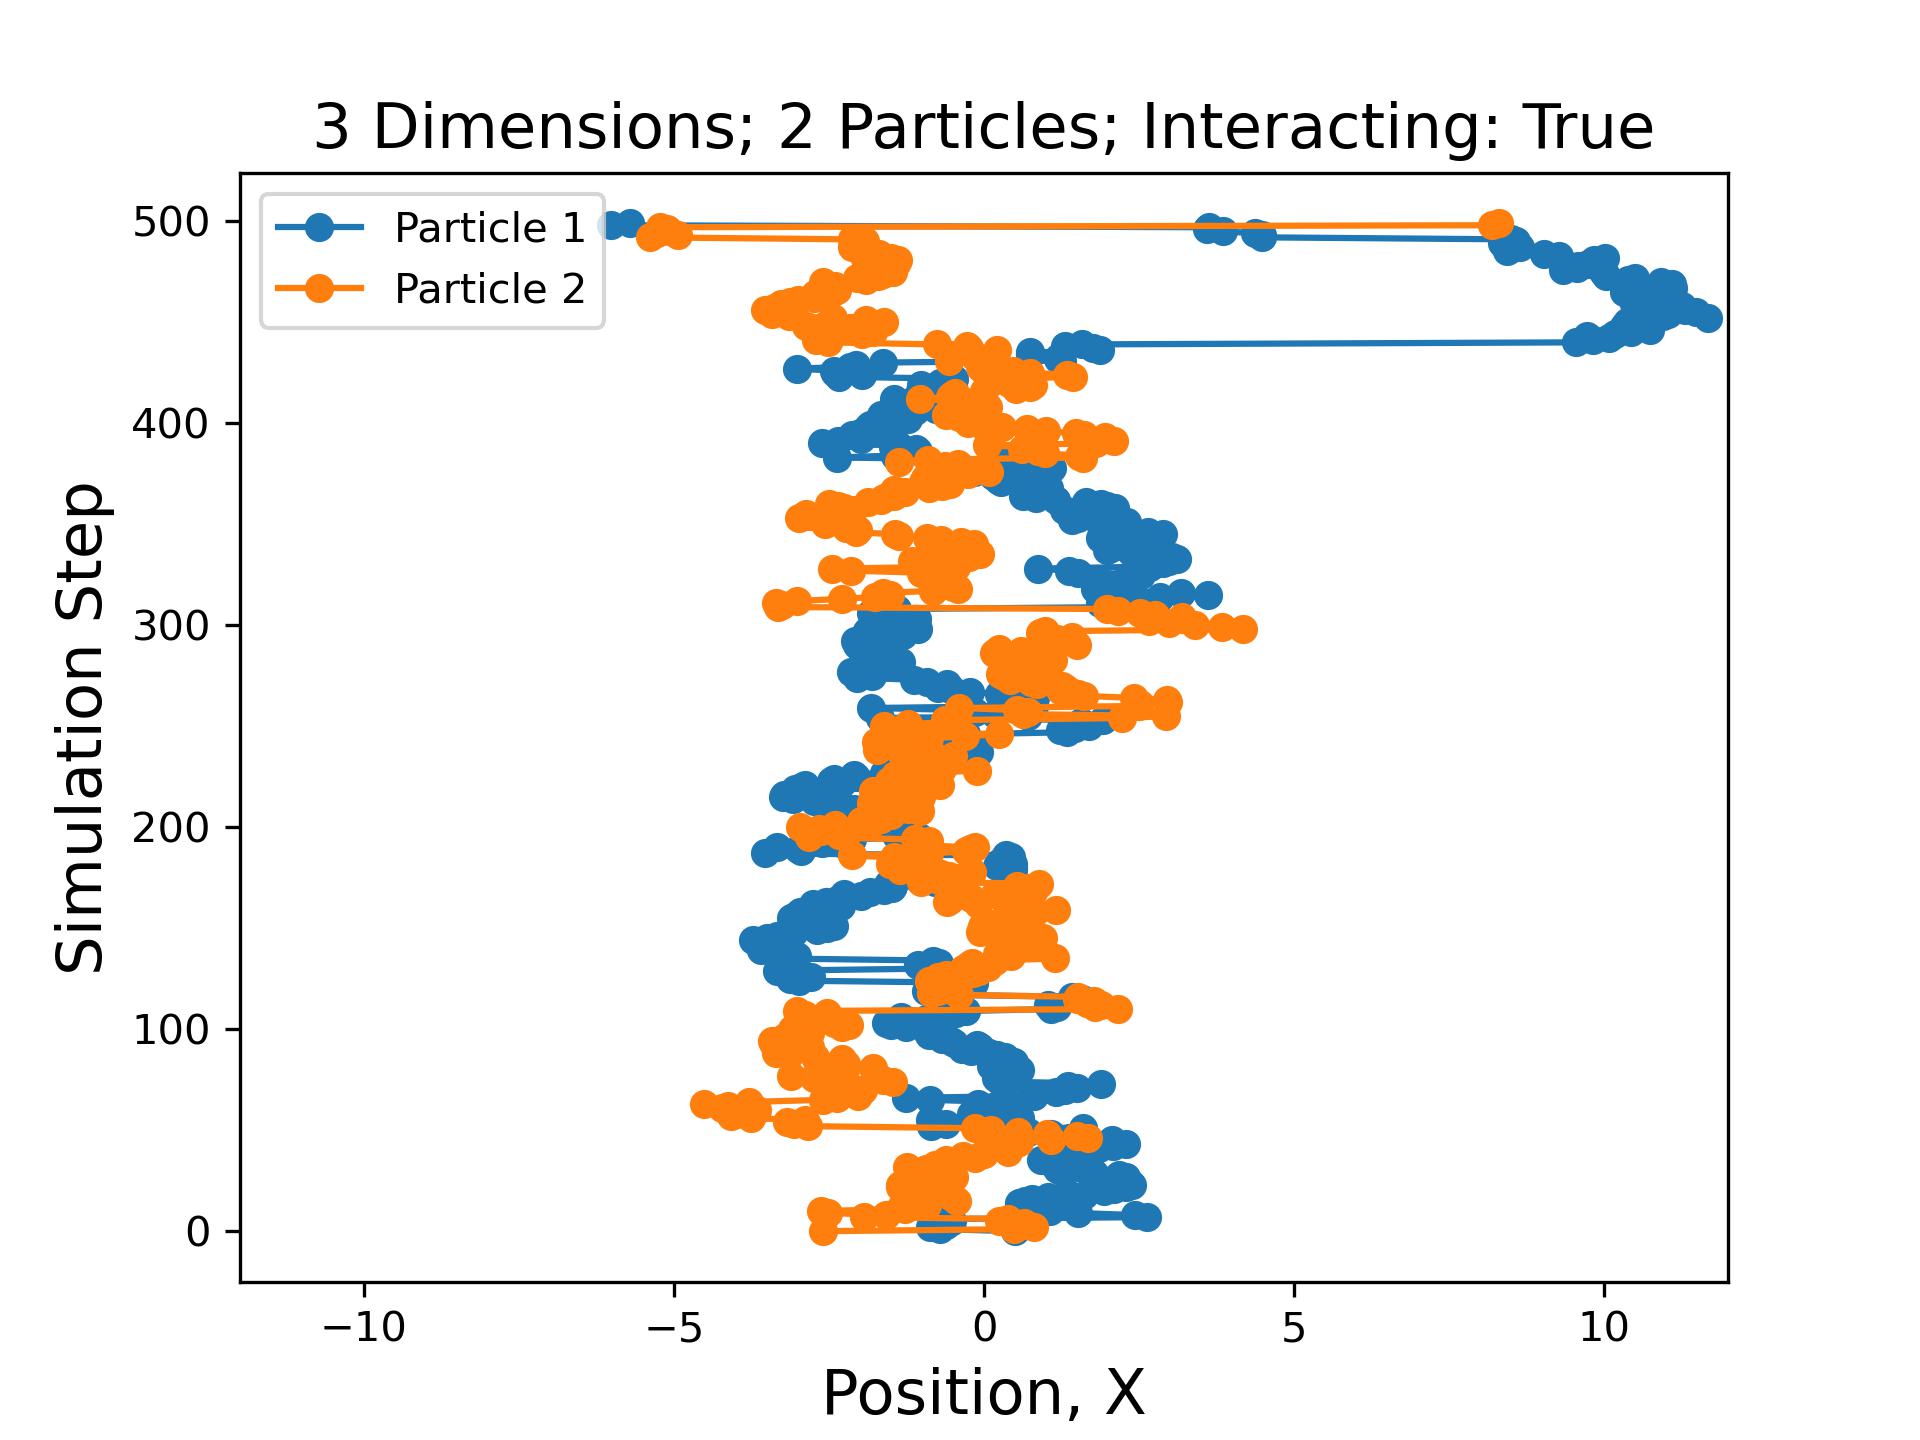 3 Dimensions; 2 Particles; Interacting: True
Particle 1
Particle 2
Simulation Step
500
400
300
200
100
0
−10 −5 0 5 10
Position, X